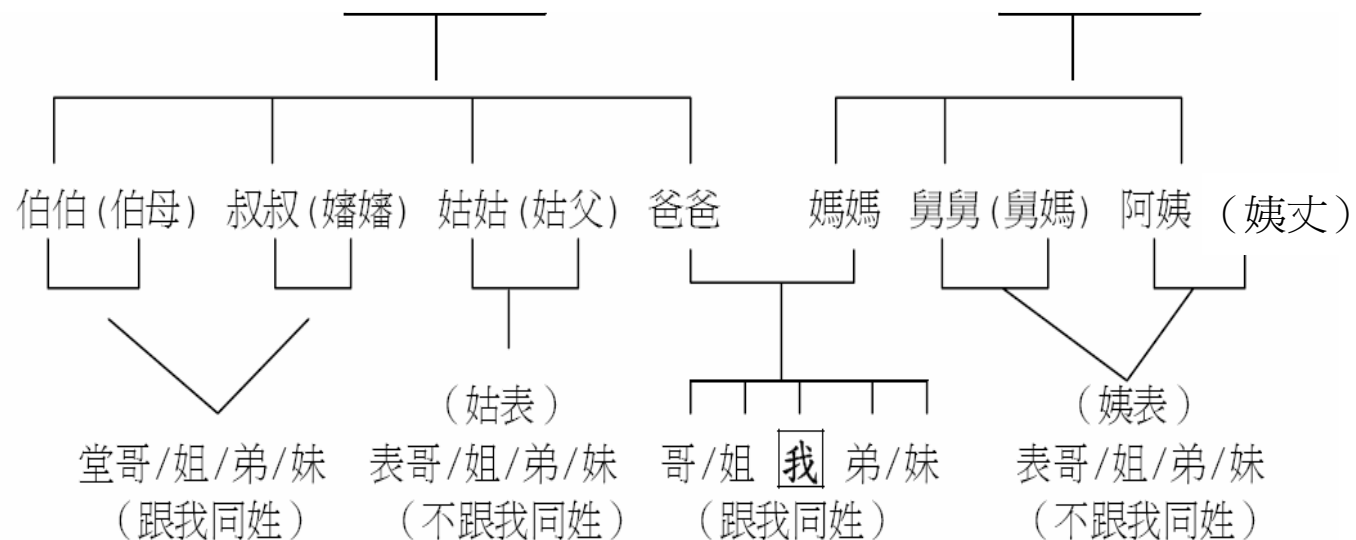 伯伯(伯母) 叔叔(嬸嬸) 姑姑(姑父) 爸爸 媽媽 舅舅(舅媽) 阿姨 (姨丈)
(姑表) (姨表)
堂哥/姐/弟/妹 表哥/姐/弟/妹 哥/姐 我 弟/妹 表哥/姐/弟/妹
(跟我同姓) (不跟我同姓) (跟我同姓) (不跟我同姓)